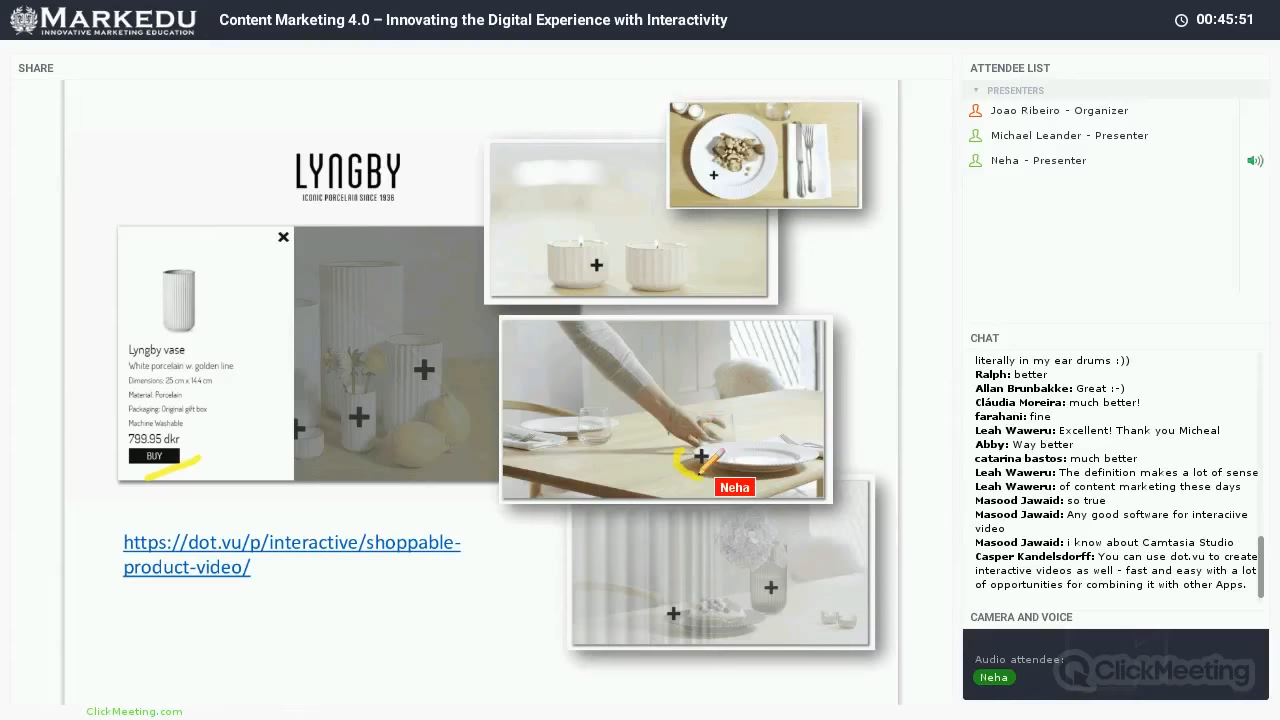 MARKEDU
INNOVATIVE MARKETING EDUCATION
Content Marketing 4.0 – Innovating the Digital Experience with Interactivity
00:45:51
SHARE
LYNGBY
ICONIC PORCELAIN SINCE 1936
Lyngby vase
White porcelain w. golden line
Dimensions: 25 cm x 14.4 cm
Material: Porcelain
Packaging: Original gift box
Machine Washable
799.95 dkr
BUY
Neha
https://dot.vu/p/interactive/shoppable-
product-video/
ClickMeeting.com
ATTENDEE LIST
PRESENTERS
Joao Ribeiro - Organizer
Michael Leander - Presenter
Neha - Presenter
CHAT
literally in my ear drums :))
Ralph: better
Allan Brunbakke: Great :-)
Cláudia Moreira: much better!
farahani: fine
Leah Waweru: Excellent! Thank you Micheal
Abby: Way better
catarina bastos: much better
Leah Waweru: The definition makes a lot of sense
Leah Waweru: of content marketing these days
Masood Jawaid: so true
Masood Jawaid: Any good software for interaciive
video
Masood Jawaid: i know about Camtasia Studio
Casper Kandelsdorff: You can use dot.vu to create
interactive videos as well - fast and easy with a lot
of opportunities for combining it with other Apps.
CAMERA AND VOICE
Audio attendee:
Neha
ClickMeeting